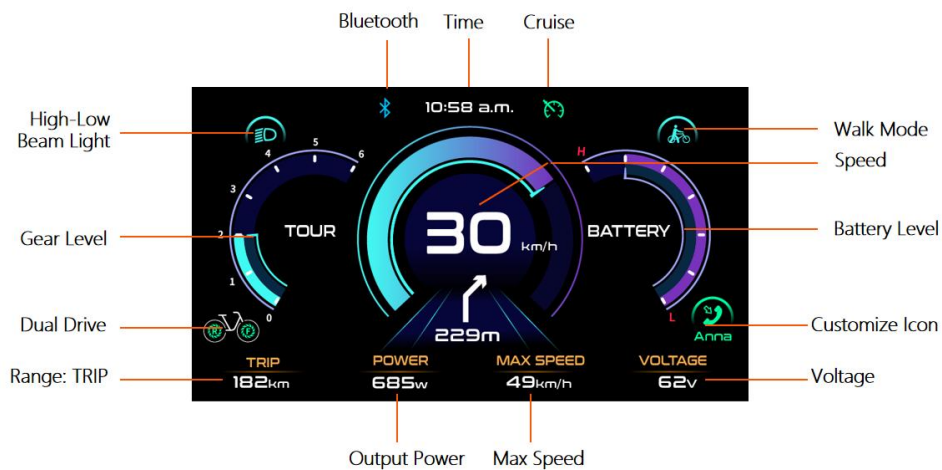 Bluetooth
Time
Cruise
High-Low
Beam Light
10:58 a.m.
Walk Mode
Speed
4
5
6
H
3
Gear Level
2
TOUR
30 km/h
BATTERY
Battery Level
1
0
L
Dual Drive
R
F
229m
Anna
Customize Icon
Range: TRIP
TRIP
182km
POWER
685w
MAX SPEED
49km/h
VOLTAGE
62v
Voltage
Output Power
Max Speed